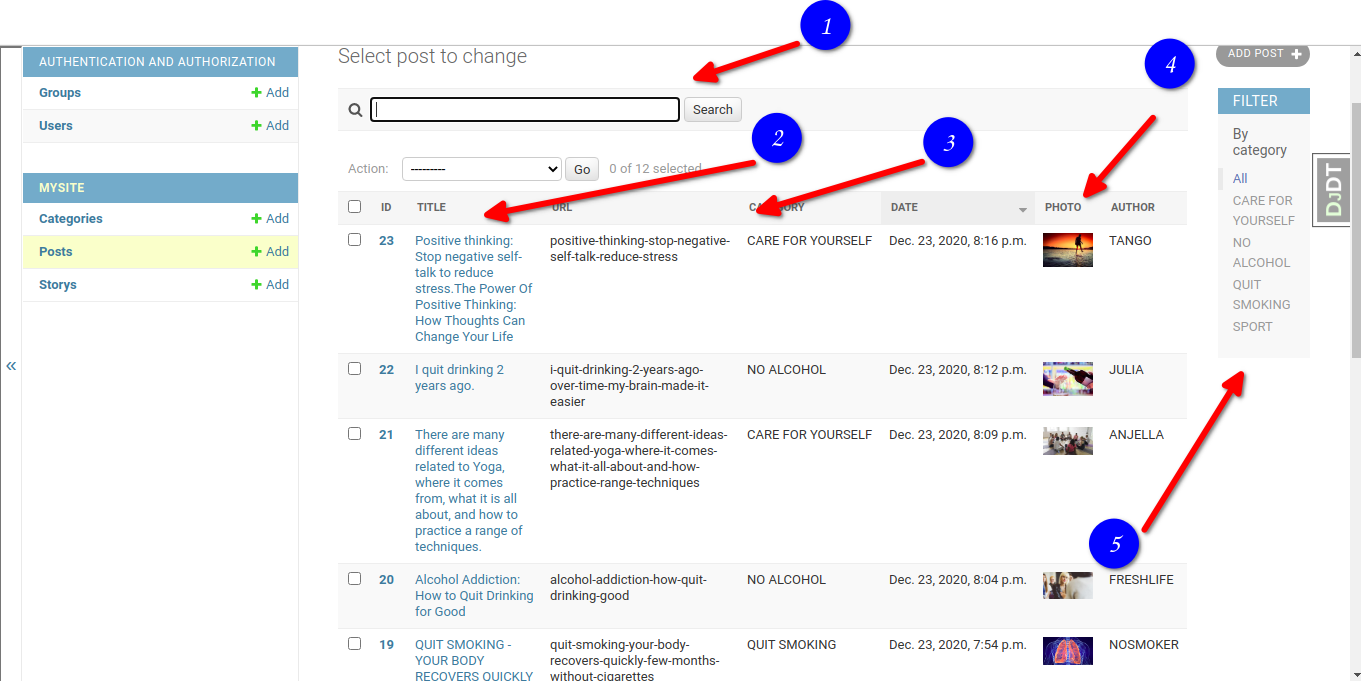 1
Select post to change
ADD POST +
AUTHENTICATION AND AUTHORIZATION
4
Groups + Add
FILTER
Search
Users + Add
By
category
2
3
Action: --------- Go 0 of 12 selected
All
DJDT
MYSITE
CARE FOR
YOURSELF
ID TITLE URL CATEGORY DATE PHOTO AUTHOR
Categories + Add
NO
ALCOHOL
Posts + Add
QUIT
SMOKING
Storys + Add
SPORT
«
23
Positive thinking:
Stop negative self-
talk to reduce
stress.The Power Of
Positive Thinking:
How Thoughts Can
Change Your Life
positive-thinking-stop-negative-
self-talk-reduce-stress
CARE FOR YOURSELF
Dec. 23, 2020, 8:16 p.m.
TANGO
22
I quit drinking 2
years ago.
i-quit-drinking-2-years-ago-
over-time-my-brain-made-it-
easier
NO ALCOHOL
Dec. 23, 2020, 8:12 p.m.
JULIA
21
There are many
different ideas
related to Yoga,
where it comes
from, what it is all
about, and how to
practice a range of
techniques.
there-are-many-different-ideas-
related-yoga-where-it-comes-
what-it-all-about-and-how-
practice-range-techniques
CARE FOR YOURSELF
Dec. 23, 2020, 8:09 p.m.
ANJELLA
5
20
Alcohol Addiction:
How to Quit Drinking
for Good
alcohol-addiction-how-quit-
drinking-good
NO ALCOHOL
Dec. 23, 2020, 8:04 p.m.
FRESHLIFE
19
QUIT SMOKING -
YOUR BODY
RECOVERS QUICKLY
quit-smoking-your-body-
recovers-quickly-few-months-
without-cigarettes
QUIT SMOKING
Dec. 23, 2020, 7:54 p.m.
NOSMOKER